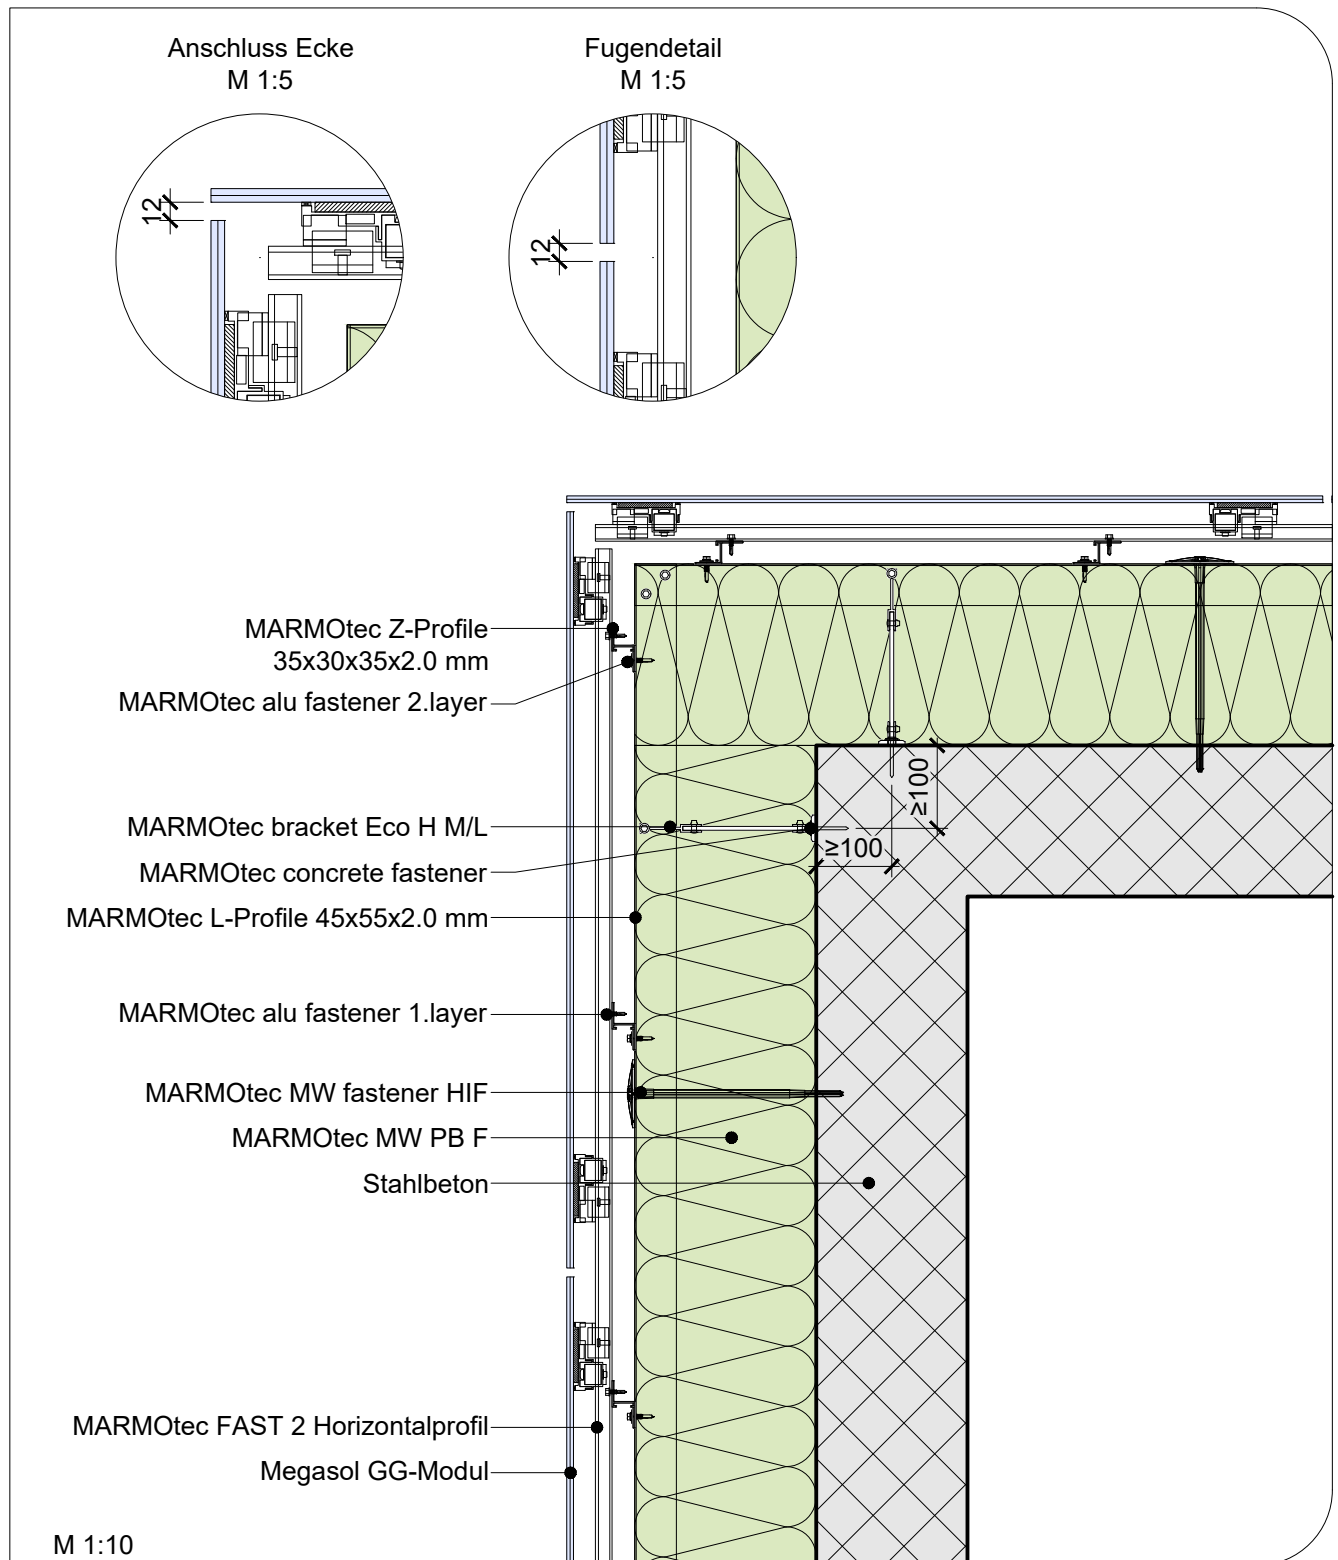 Anschluss Ecke
M 1:5
Fugendetail
M 1:5
12
12
MARMOtec Z-Profile
35x30x35x2.0 mm
MARMOtec alu fastener 2.layer
≥100
MARMOtec bracket Eco H M/L
≥100
MARMOtec concrete fastener
MARMOtec L-Profile 45x55x2.0 mm
MARMOtec alu fastener 1.layer
MARMOtec MW fastener HIF
MARMOtec MW PB F
Stahlbeton
MARMOtec FAST 2 Horizontalprofil
Megasol GG-Modul
M 1:10